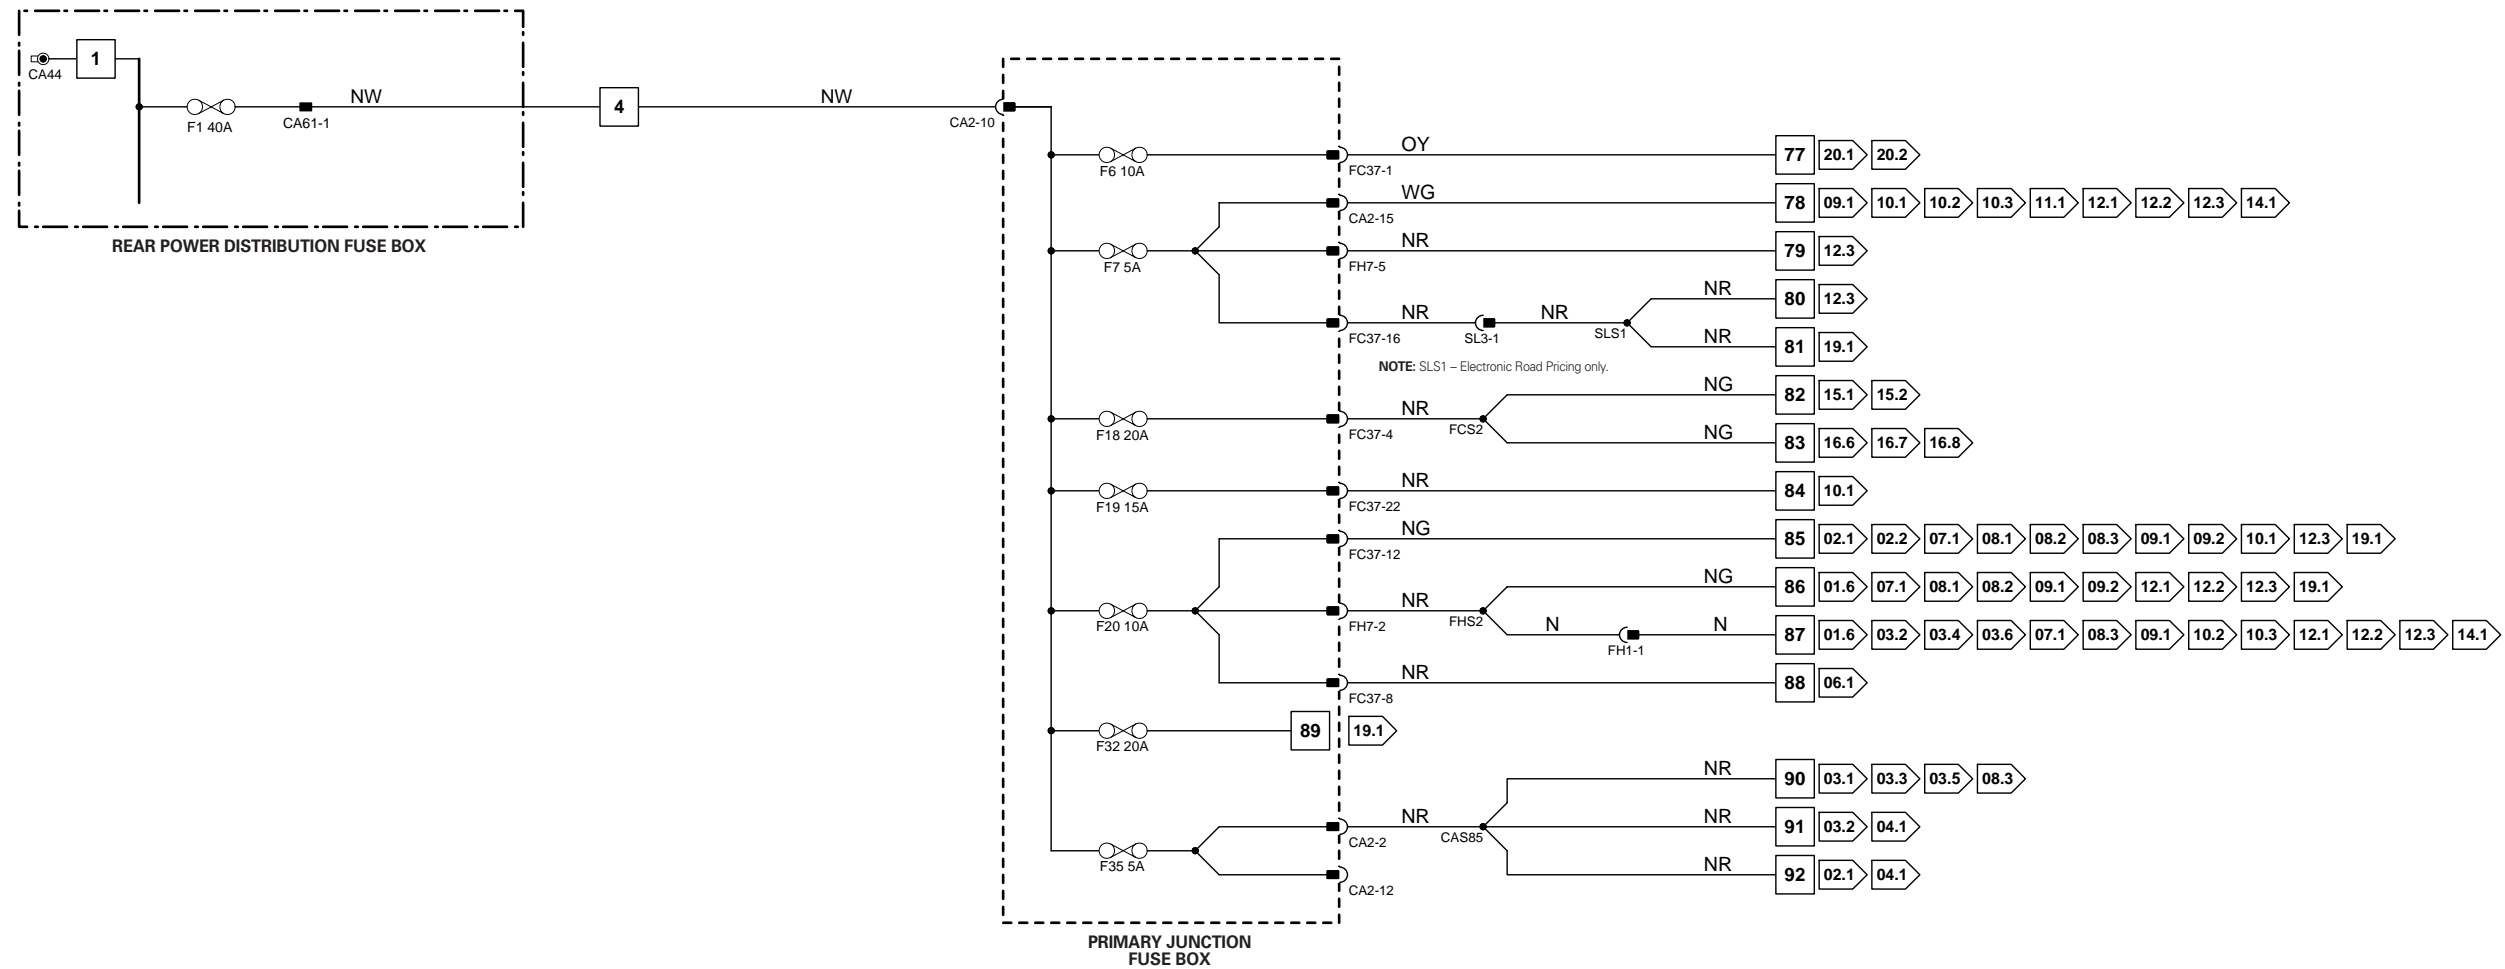 1
CA44
F1 40A
CA61-1
NW
REAR POWER DISTRIBUTION FUSE BOX
4
NW
CA2-10
F6 10A
FC37-1
OY
77 20.1 20.2
CA2-15
WG
78 09.1 10.1 10.2 10.3 11.1 12.1 12.2 12.3 14.1
F7 5A
FH7-5
NR
79 12.3
NR
80 12.3
FC37-16
NR
SL3-1
NR
SLS1
NR
81 19.1
NOTE: SLS1 – Electronic Road Pricing only.
NG
82 15.1 15.2
F18 20A
FC37-4
NR
FCS2
NG
83 16.6 16.7 16.8
F19 15A
FC37-22
NR
84 10.1
FC37-12
NG
85 02.1 02.2 07.1 08.1 08.2 08.3 09.1 09.2 10.1 12.3 19.1
NG
86 01.6 07.1 08.1 08.2 09.1 09.2 12.1 12.2 12.3 19.1
F20 10A
FH7-2
NR
FHS2
N
FH1-1
N
87 01.6 03.2 03.4 03.6 07.1 08.3 09.1 10.2 10.3 12.1 12.2 12.3 14.1
FC37-8
NR
88 06.1
F32 20A
89 19.1
NR
90 03.1 03.3 03.5 08.3
CA2-2
NR
CAS85
NR
91 03.2 04.1
F35 5A
CA2-12
NR
92 02.1 04.1
PRIMARY JUNCTION
FUSE BOX